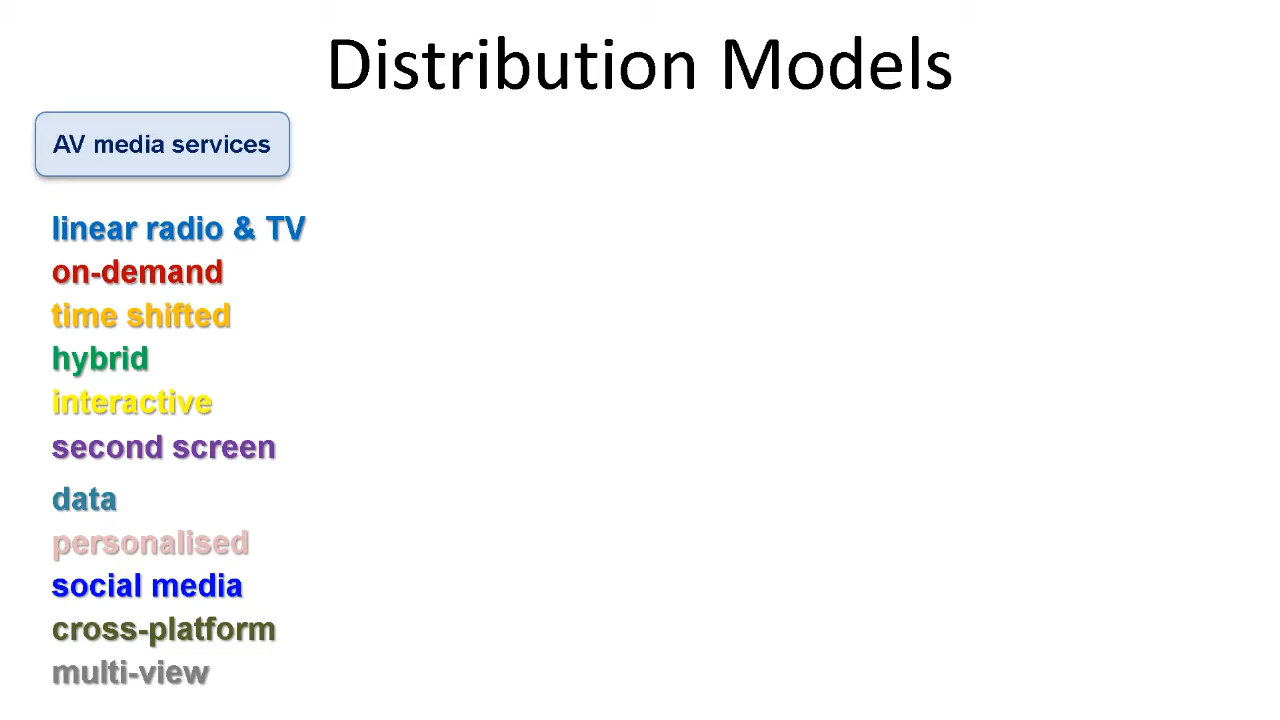 Distribution Models
AV media services
linear radio & TV
on-demand
time shifted
hybrid
interactive
second screen
data
personalised
social media
cross-platform
multi-view